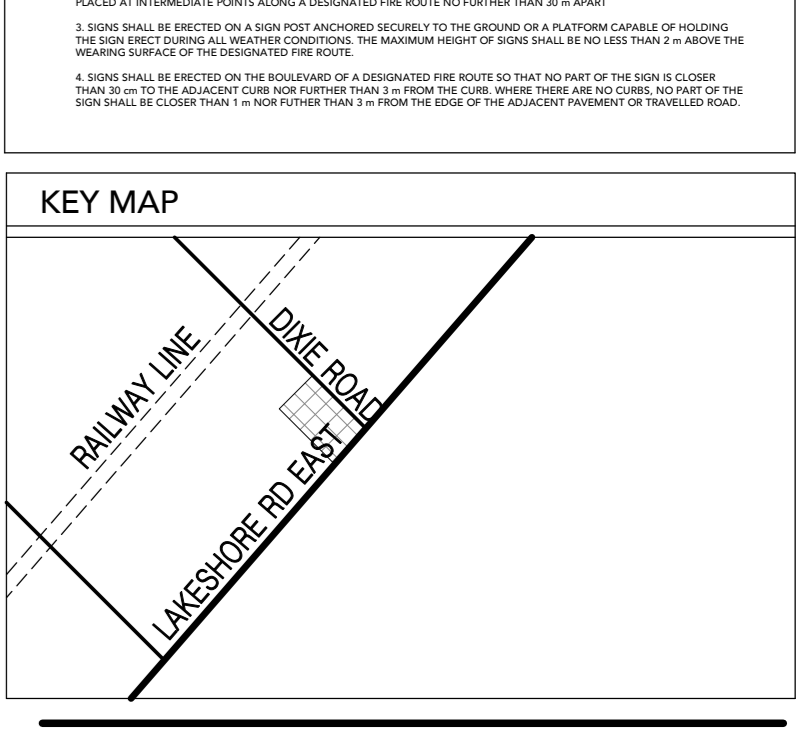 PLACED AT INTERMEDIATE POINTS ALONG A DESIGNATED FIRE ROUTE NO FURTHER THAN 30 m APART
3. SIGNS SHALL BE ERECTED ON A SIGN POST ANCHORED SECURELY TO THE GROUND OR A PLATFORM CAPABLE OF HOLDING
THE SIGN ERECT DURING ALL WEATHER CONDITIONS. THE MAXIMUM HEIGHT OF SIGNS SHALL BE NO LESS THAN 2 m ABOVE THE
WEARING SURFACE OF THE DESIGNATED FIRE ROUTE.
4. SIGNS SHALL BE ERECTED ON THE BOULEVARD OF A DESIGNATED FIRE ROUTE SO THAT NO PART OF THE SIGN IS CLOSER
THAN 30 cm TO THE ADJACENT CURB NOR FURTHER THAN 3 m FROM THE CURB. WHERE THERE ARE NO CURBS, NO PART OF THE
SIGN SHALL BE CLOSER THAN 1 m NOR FUTHER THAN 3 m FROM THE EDGE OF THE ADJACENT PAVEMENT OR TRAVELLED ROAD.
KEY MAP
DIXIE ROAD
RAILWAY LINE
LAKESHORE RD EAST